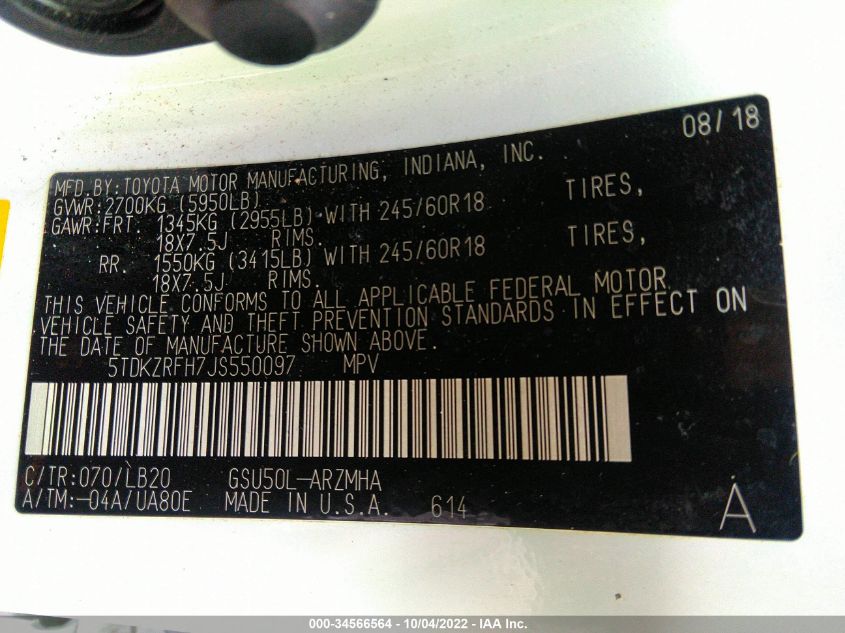 08/18
MFD.BY:TOYOTA MOTOR MANUFACTURING, INDIANA, INC.
GVWR:2700KG (5950LB)
GAWR:FRT. 1345KG (2955LB) WITH 245/60R18 TIRES,
18X7.5J RIMS.
RR. 1550KG (3415LB) WITH 245/60R18 TIRES,
18X7.5J RIMS.
THIS VEHICLE CONFORMS TO ALL APPLICABLE FEDERAL MOTOR
VEHICLE SAFETY AND THEFT PREVENTION STANDARDS IN EFFECT ON
THE DATE OF MANUFACTURE SHOWN ABOVE.
5TDKZRFH7JS550097 MPV
C/TR:070/LB20 GSU50L-ARZMHA
A/TM:-04A/UA80E MADE IN U.S.A. 614
A
000-34566564 - 10/04/2022 - IAA Inc.